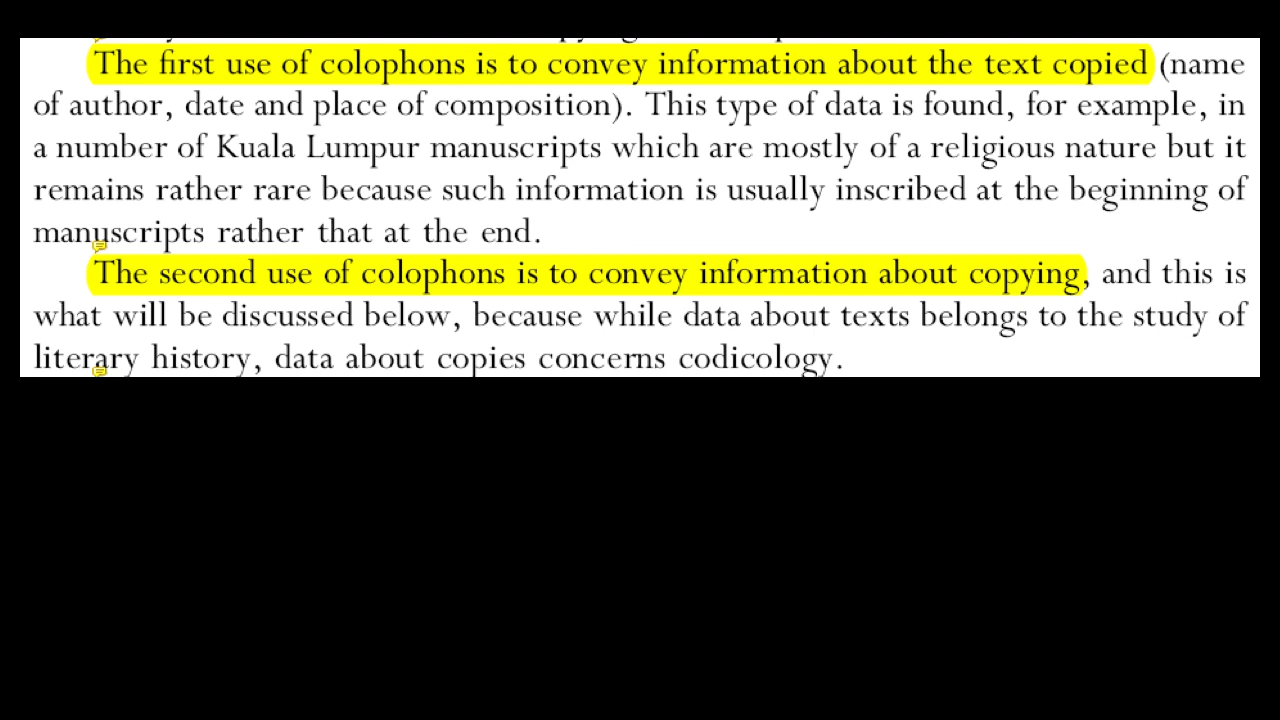 The first use of colophons is to convey information about the text copied (name
of author, date and place of composition). This type of data is found, for example, in
a number of Kuala Lumpur manuscripts which are mostly of a religious nature but it
remains rather rare because such information is usually inscribed at the beginning of
manuscripts rather that at the end.
The second use of colophons is to convey information about copying, and this is
what will be discussed below, because while data about texts belongs to the study of
literary history, data about copies concerns codicology.